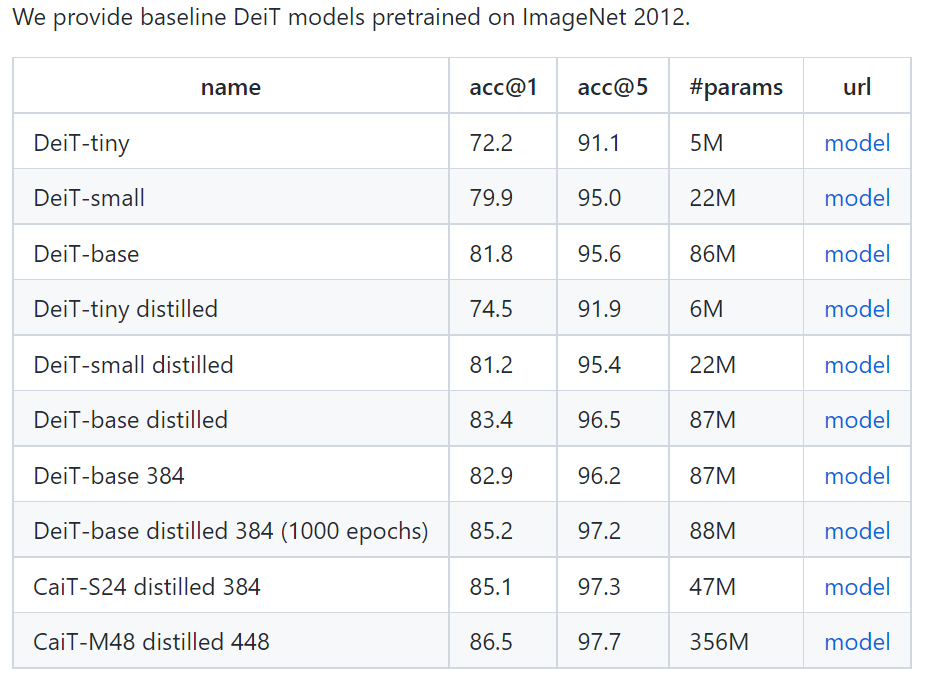 We provide baseline DeiT models pretrained on ImageNet 2012.
name acc@1 acc@5 #params url
DeiT-tiny 72.2 91.1 5M model
DeiT-small 79.9 95.0 22M model
DeiT-base 81.8 95.6 86M model
DeiT-tiny distilled 74.5 91.9 6M model
DeiT-small distilled 81.2 95.4 22M model
DeiT-base distilled 83.4 96.5 87M model
DeiT-base 384 82.9 96.2 87M model
DeiT-base distilled 384 (1000 epochs) 85.2 97.2 88M model
CaiT-S24 distilled 384 85.1 97.3 47M model
CaiT-M48 distilled 448 86.5 97.7 356M model